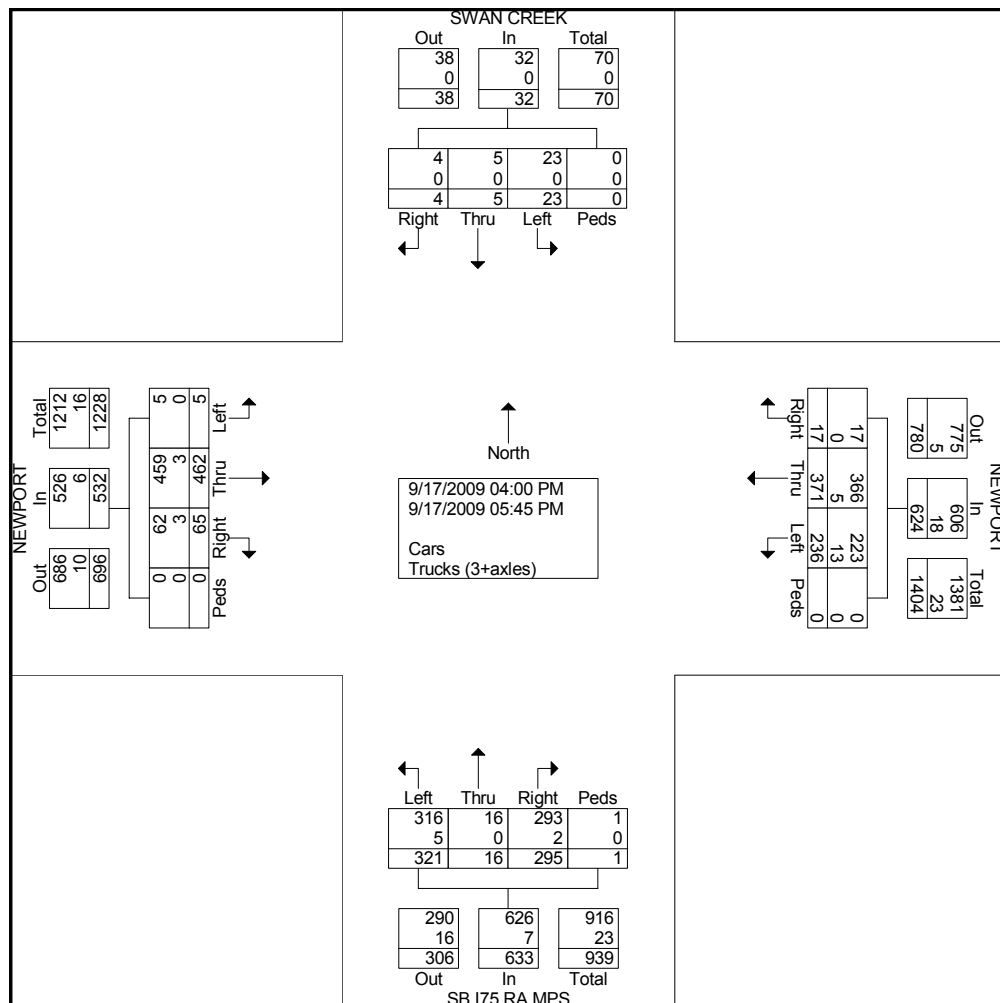 SWAN CREEK
Out In Total
38 32 70
0 0 0
38 32 70
4 5 23 0
0 0 0 0
4 5 23 0
Right Thru Left Peds
NEWPORT
Total In Out
1212 526 686
16 6 10
1228 532 696
5 459 62 0
0 3 3 0
5 462 65 0
Left Thru Right Peds
North
9/17/2009 04:00 PM
9/17/2009 05:45 PM
Cars
Trucks (3+axles)
Right Thru Left Peds
17 366 223 0
0 5 13 0
17 371 236 0
Out In Total
775 606 1381
5 18 23
780 624 1404
NEWPORT
Left Thru Right Peds
316 16 293 1
5 0 2 0
321 16 295 1
290 626 916
16 7 23
306 633 939
Out In Total
SB I75 RA MPS